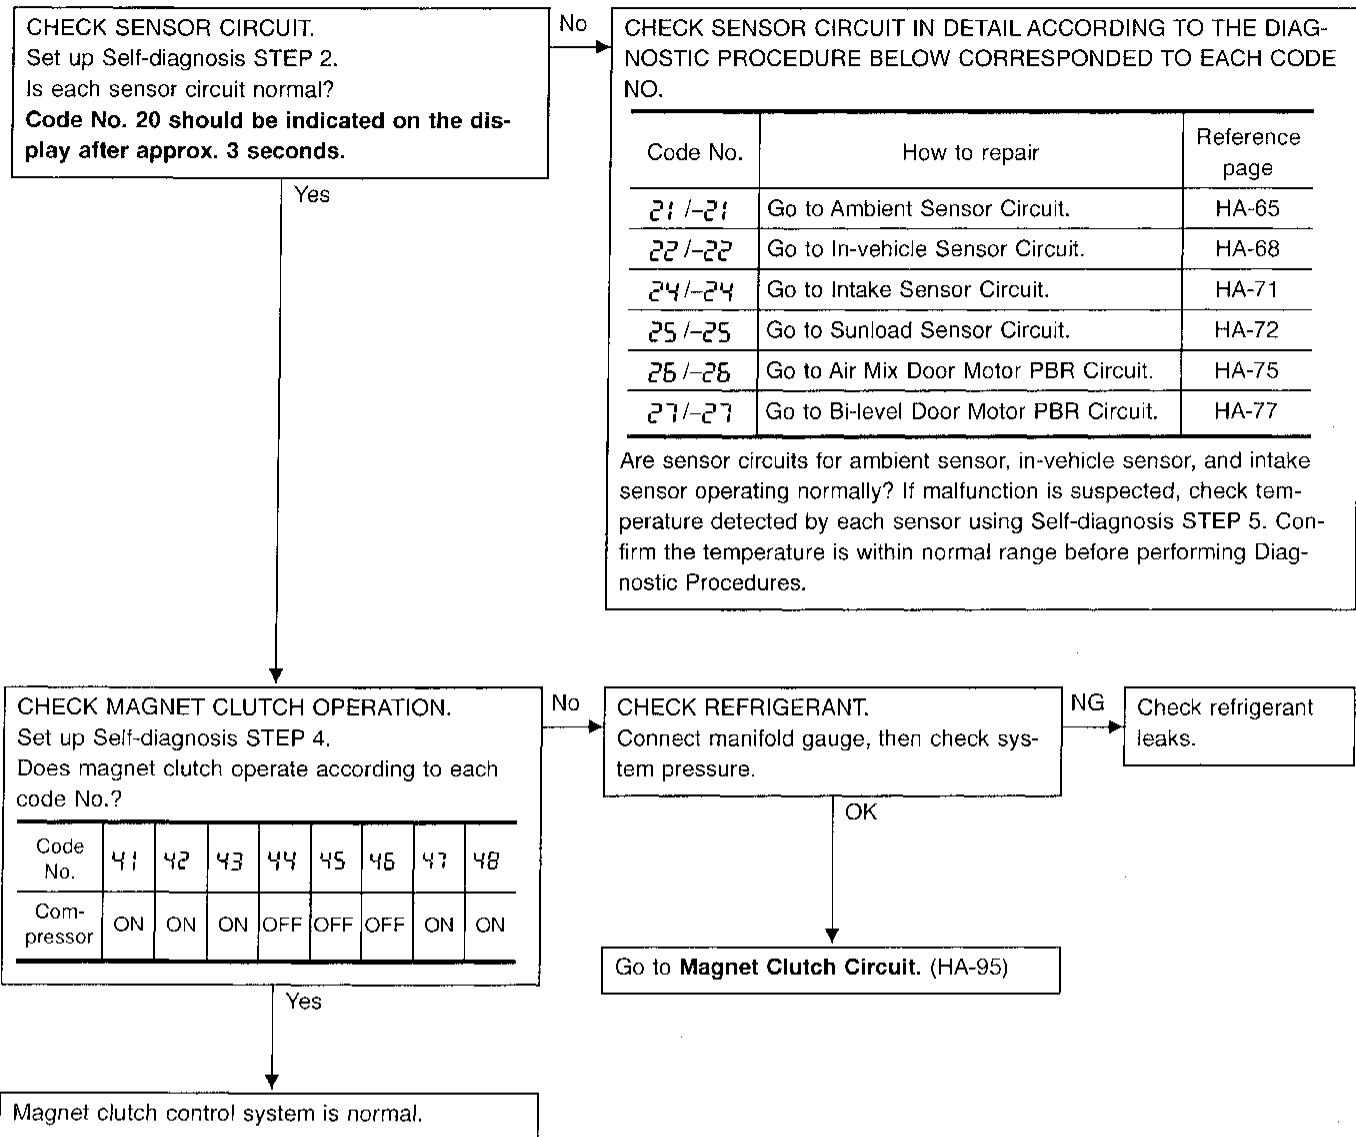 CHECK SENSOR CIRCUIT.
Set up Self-diagnosis STEP 2.
Is each sensor circuit normal?
Code No. 20 should be indicated on the dis-
play after approx. 3 seconds.
No
Yes
CHECK SENSOR CIRCUIT IN DETAIL ACCORDING TO THE DIAG-
NOSTIC PROCEDURE BELOW CORRESPONDED TO EACH CODE
NO.
Code No. How to repair Reference page
21/-21 Go to Ambient Sensor Circuit. HA-65
22/-22 Go to In-vehicle Sensor Circuit. HA-68
24/-24 Go to Intake Sensor Circuit. HA-71
25/-25 Go to Sunload Sensor Circuit. HA-72
26/-26 Go to Air Mix Door Motor PBR Circuit. HA-75
27/-27 Go to Bi-level Door Motor PBR Circuit. HA-77
Are sensor circuits for ambient sensor, in-vehicle sensor, and intake
sensor operating normally? If malfunction is suspected, check tem-
perature detected by each sensor using Self-diagnosis STEP 5. Con-
firm the temperature is within normal range before performing Diag-
nostic Procedures.
CHECK MAGNET CLUTCH OPERATION.
Set up Self-diagnosis STEP 4.
Does magnet clutch operate according to each
code No.?
Code No. 41 42 43 44 45 46 47 48
Com-
pressor ON ON ON OFF OFF OFF ON ON
No
Yes
CHECK REFRIGERANT.
Connect manifold gauge, then check sys-
tem pressure.
NG
Check refrigerant
leaks.
OK
Go to Magnet Clutch Circuit. (HA-95)
Magnet clutch control system is normal.